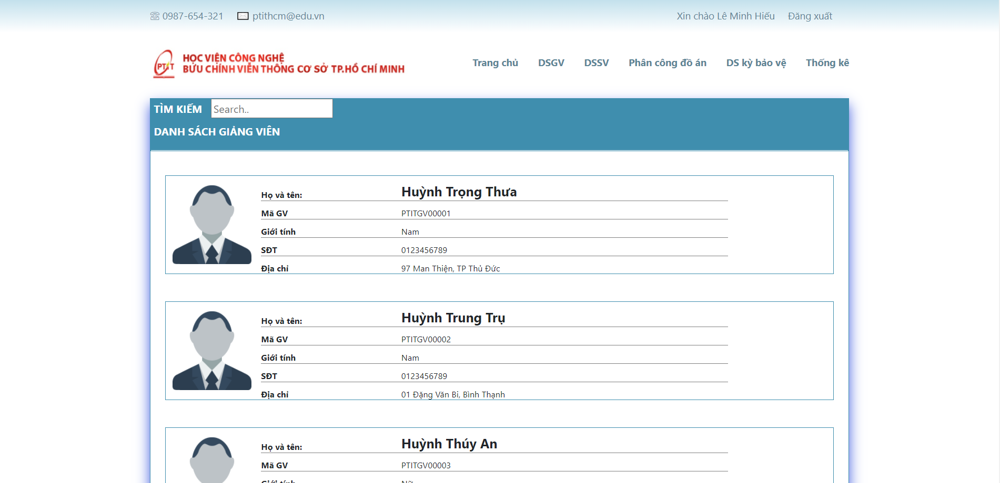 0987-654-321 ptithcm@edu.vn Xin chào Lê Minh Hiếu Đăng xuất
HỌC VIỆN CÔNG NGHỆ
PTIT BƯU CHÍNH VIỄN THÔNG CƠ SỞ TP.HỒ CHÍ MINH
Trang chủ DSGV DSSV Phân công đồ án DS kỳ bảo vệ Thống kê
TÌM KIẾM Search..
DANH SÁCH GIẢNG VIÊN
Họ và tên: Huỳnh Trọng Thưa
Mã GV PTITGV00001
Giới tính Nam
SĐT 0123456789
Địa chỉ 97 Man Thiện, TP Thủ Đức
Họ và tên: Huỳnh Trung Trụ
Mã GV PTITGV00002
Giới tính Nam
SĐT 0123456789
Địa chỉ 01 Đặng Văn Bi, Bình Thạnh
Họ và tên: Huỳnh Thúy An
Mã GV PTITGV00003
Giới tính Nữ